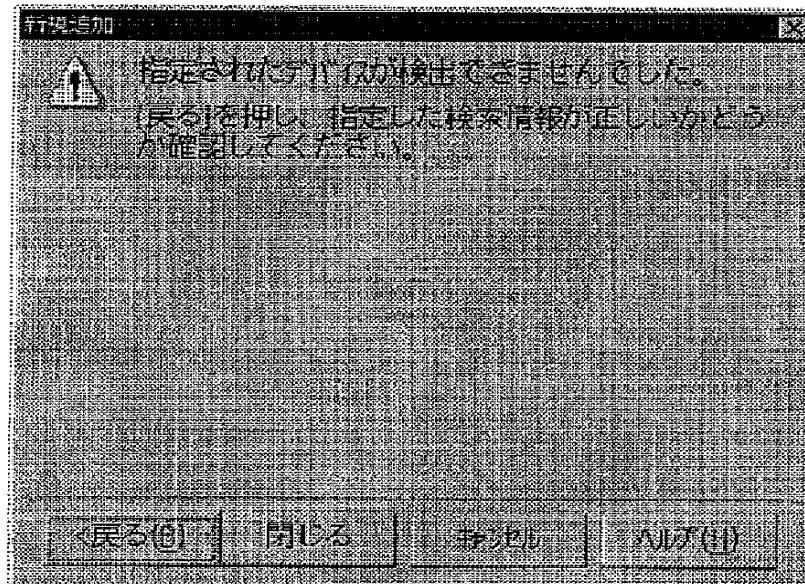 新規追加
指定されたデバイスが検出できませんでした。
[戻る]を押し、指定した検索情報が正しいかどう
か確認してください。
<戻る(B)
閉じる
キャンセル
ヘルプ(H)